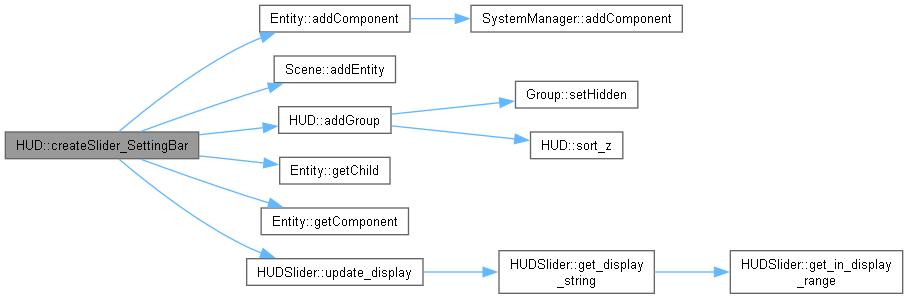 Entity::addComponent
SystemManager::addComponent
Scene::addEntity
Group::setHidden
HUD::addGroup
HUD::createSlider_SettingBar
HUD::sort_z
Entity::getChild
Entity::getComponent
HUDSlider::update_display
HUDSlider::get_display
_string
HUDSlider::get_in_display
_range